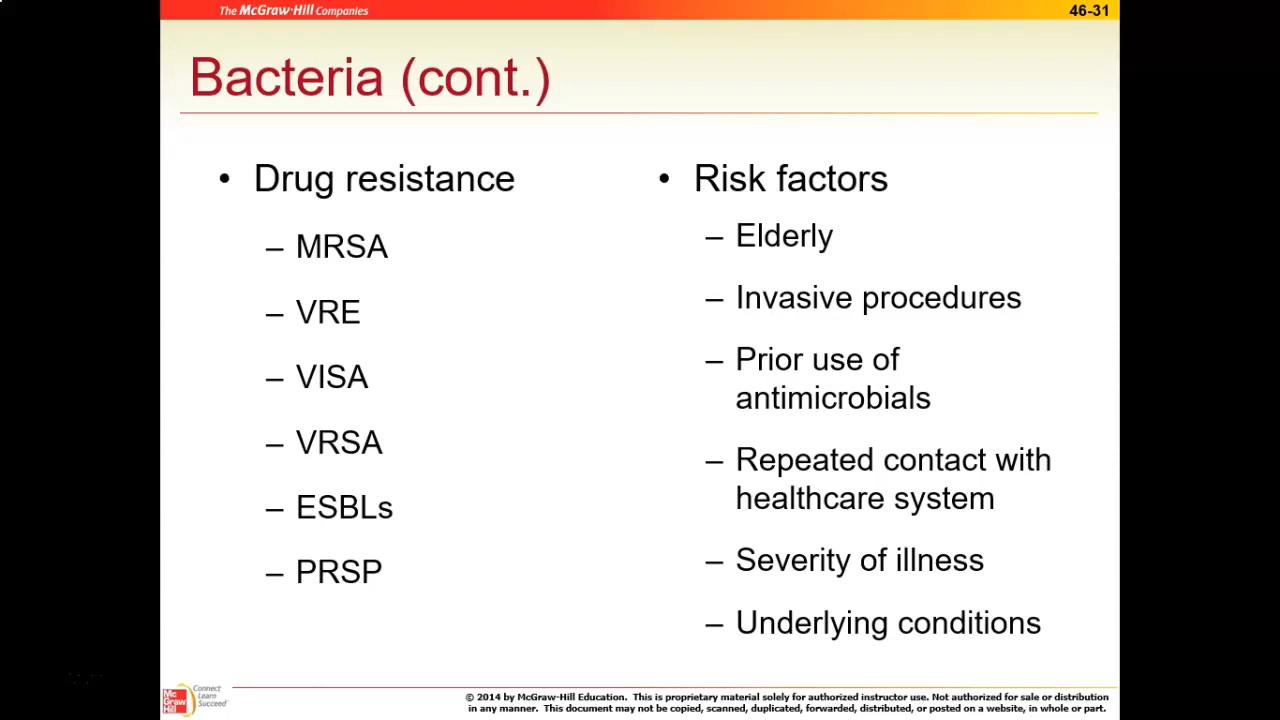 The McGraw·Hill Companies
46-31
Bacteria (cont.)
• Drug resistance
– MRSA
– VRE
– VISA
– VRSA
– ESBLs
– PRSP
• Risk factors
– Elderly
– Invasive procedures
– Prior use of
antimicrobials
– Repeated contact with
healthcare system
– Severity of illness
– Underlying conditions
Mc
Graw
Hill
Connect
Learn
Succeed
© 2014 by McGraw-Hill Education. This is proprietary material solely for authorized instructor use. Not authorized for sale or distribution
in any manner. This document may not be copied, scanned, duplicated, forwarded, distributed, or posted on a website, in whole or part.